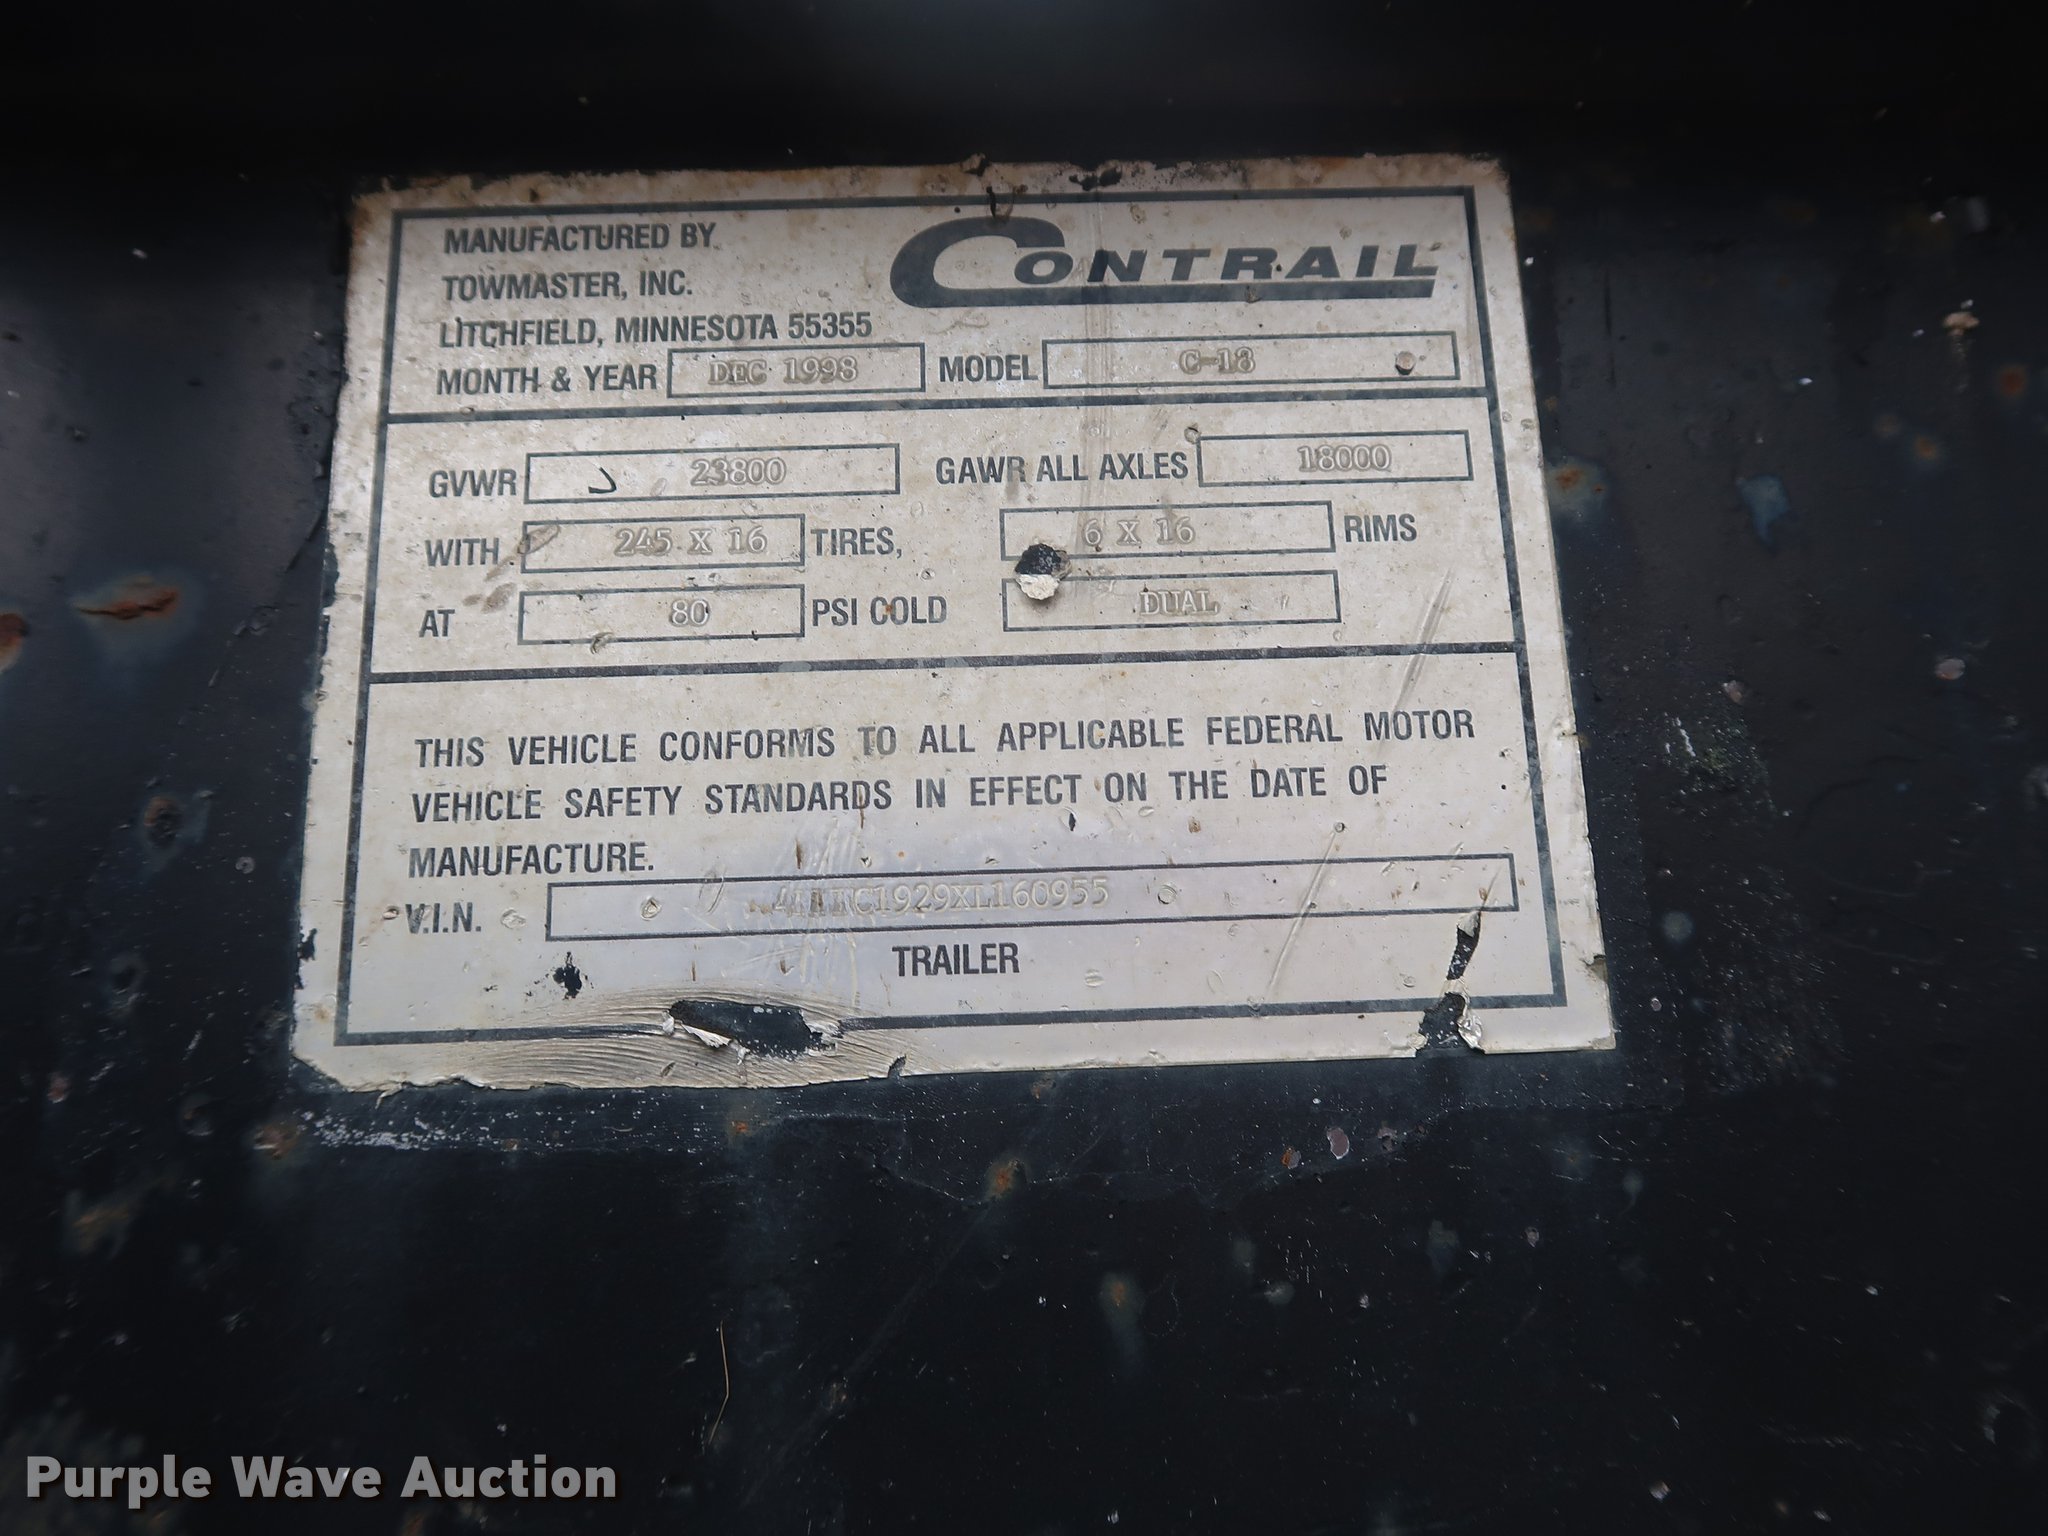 MANUFACTURED BY
CONTRAIL
TOWMASTER, INC.
LITCHFIELD, MINNESOTA 55355
MONTH & YEAR DEC 1998 MODEL C-18
GVWR 23800 GAWR ALL AXLES 18000
WITH 245 X 16 TIRES, 6 X 16 RIMS
AT 80 PSI COLD DUAL
THIS VEHICLE CONFORMS TO ALL APPLICABLE FEDERAL MOTOR
VEHICLE SAFETY STANDARDS IN EFFECT ON THE DATE OF
MANUFACTURE.
V.I.N.
TRAILER
Purple Wave Auction